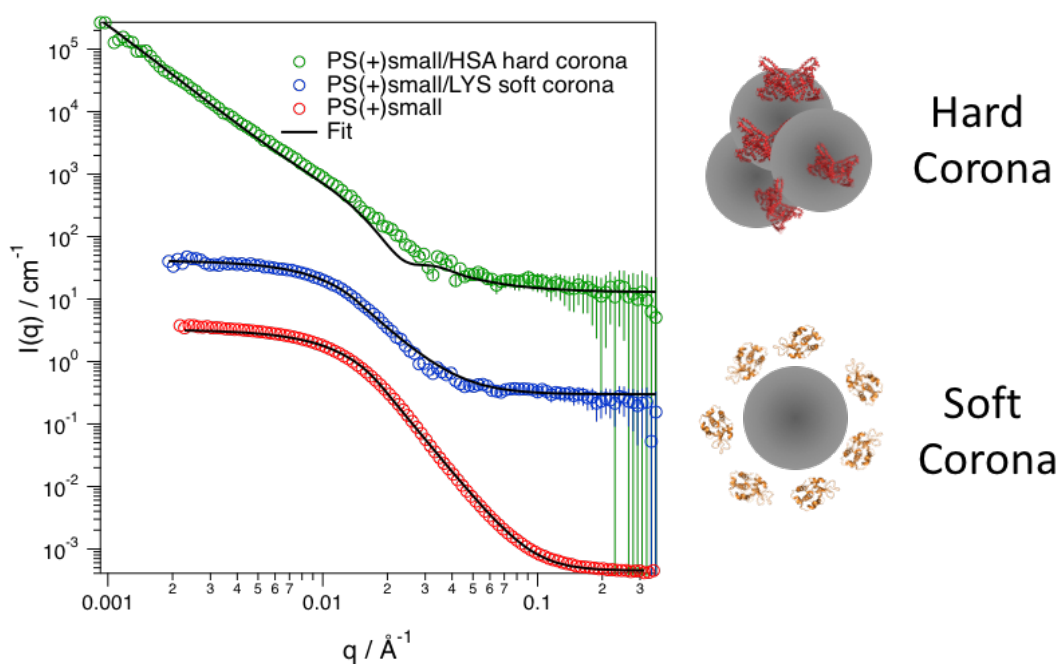 10⁵
10⁴
10³
10²
10¹
10⁰
10⁻¹
10⁻²
10⁻³
I(q) / cm⁻¹
PS(+)small/HSA hard corona
PS(+)small/LYS soft corona
PS(+)small
Fit
0.001 2 3 4 5 6 7 0.01 2 3 4 5 6 7 0.1 2 3
q / Å⁻¹
Hard
Corona
Soft
Corona